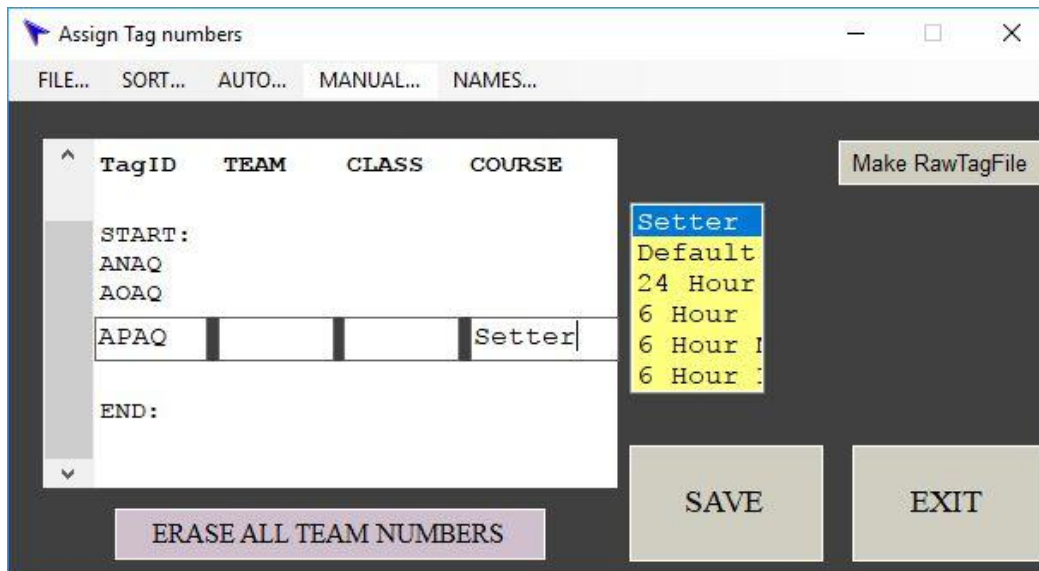 Assign Tag numbers
FILE... SORT... AUTO... MANUAL... NAMES...
TagID TEAM CLASS COURSE
START:
ANAQ
AOAQ
APAQ Setter
END:
Make RawTagFile
Setter
Default
24 Hour
6 Hour
6 Hour
6 Hour
SAVE
EXIT
ERASE ALL TEAM NUMBERS